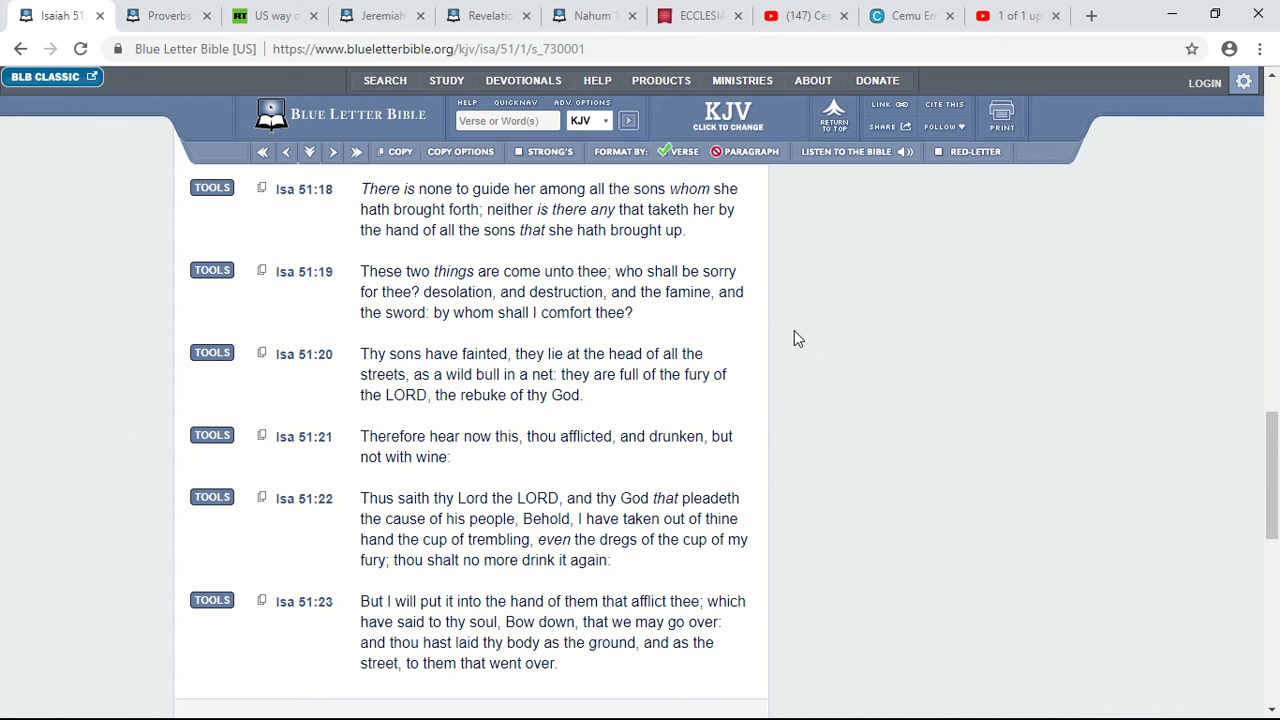 Isaiah 51:
Proverbs
RT
US way o
Jeremia
Revelati
Nahum 1
ECCLESIA
(147) Ce
Cemu Em
1 of 1 up
Blue Letter Bible [US]
https://www.blueletterbible.org/kjv/isa/51/1/s_730001
BLB CLASSIC
SEARCH STUDY DEVOTIONALS HELP PRODUCTS MINISTRIES ABOUT DONATE
LOGIN
BLUE LETTER BIBLE
HELP QUICKNAV ADV. OPTIONS
Verse or Word(s) KJV
KJV
CLICK TO CHANGE
RETURN
TO TOP
LINK CITE THIS
SHARE FOLLOW
PRINT
COPY COPY OPTIONS STRONG'S FORMAT BY: VERSE PARAGRAPH LISTEN TO THE BIBLE RED-LETTER
TOOLS Isa 51:18 There is none to guide her among all the sons whom she
hath brought forth; neither is there any that taketh her by
the hand of all the sons that she hath brought up.
TOOLS Isa 51:19 These two things are come unto thee; who shall be sorry
for thee? desolation, and destruction, and the famine, and
the sword: by whom shall I comfort thee?
TOOLS Isa 51:20 Thy sons have fainted, they lie at the head of all the
streets, as a wild bull in a net: they are full of the fury of
the LORD, the rebuke of thy God.
TOOLS Isa 51:21 Therefore hear now this, thou afflicted, and drunken, but
not with wine:
TOOLS Isa 51:22 Thus saith thy Lord the LORD, and thy God that pleadeth
the cause of his people, Behold, I have taken out of thine
hand the cup of trembling, even the dregs of the cup of my
fury; thou shalt no more drink it again:
TOOLS Isa 51:23 But I will put it into the hand of them that afflict thee; which
have said to thy soul, Bow down, that we may go over:
and thou hast laid thy body as the ground, and as the
street, to them that went over.